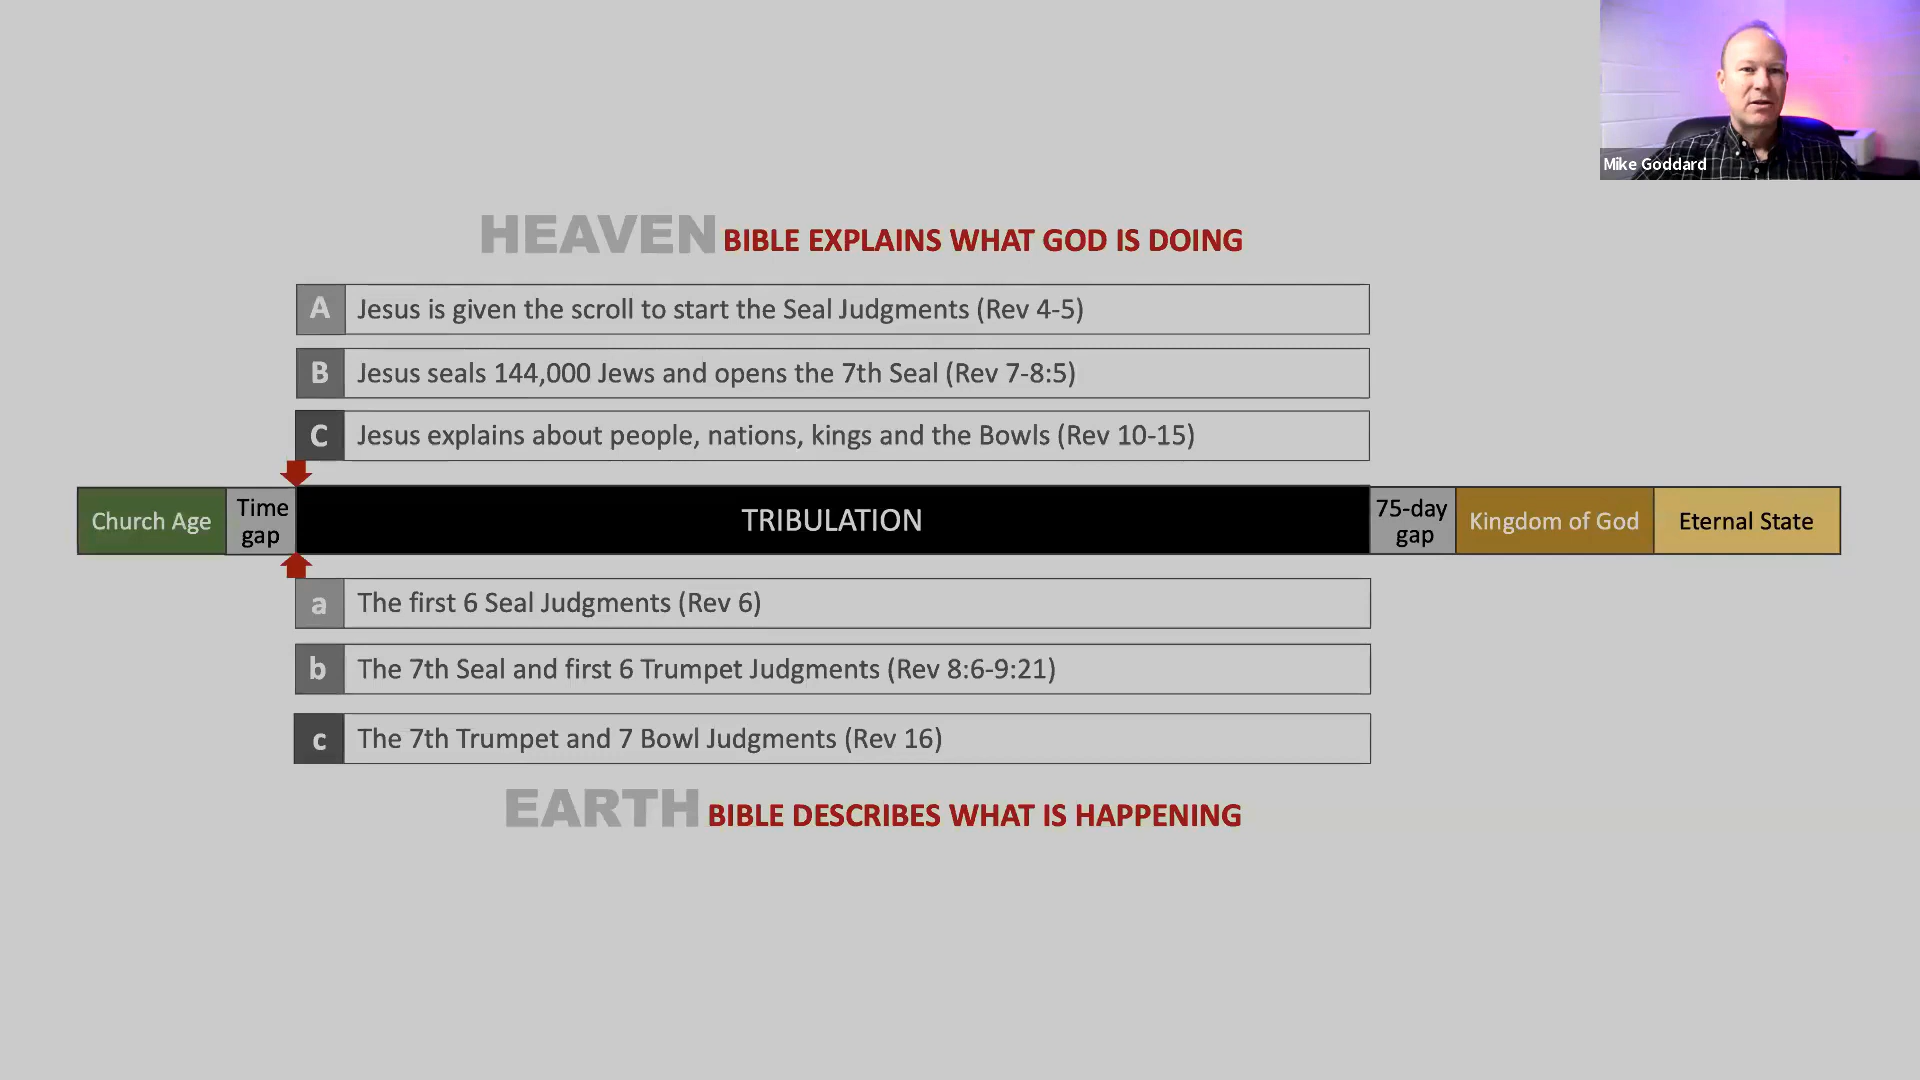 Mike Goddard
HEAVEN BIBLE EXPLAINS WHAT GOD IS DOING
A Jesus is given the scroll to start the Seal Judgments (Rev 4-5)
B Jesus seals 144,000 Jews and opens the 7th Seal (Rev 7-8:5)
C Jesus explains about people, nations, kings and the Bowls (Rev 10-15)
Church Age
Time
gap
TRIBULATION
75-day
gap
Kingdom of God
Eternal State
a The first 6 Seal Judgments (Rev 6)
b The 7th Seal and first 6 Trumpet Judgments (Rev 8:6-9:21)
c The 7th Trumpet and 7 Bowl Judgments (Rev 16)
EARTH BIBLE DESCRIBES WHAT IS HAPPENING